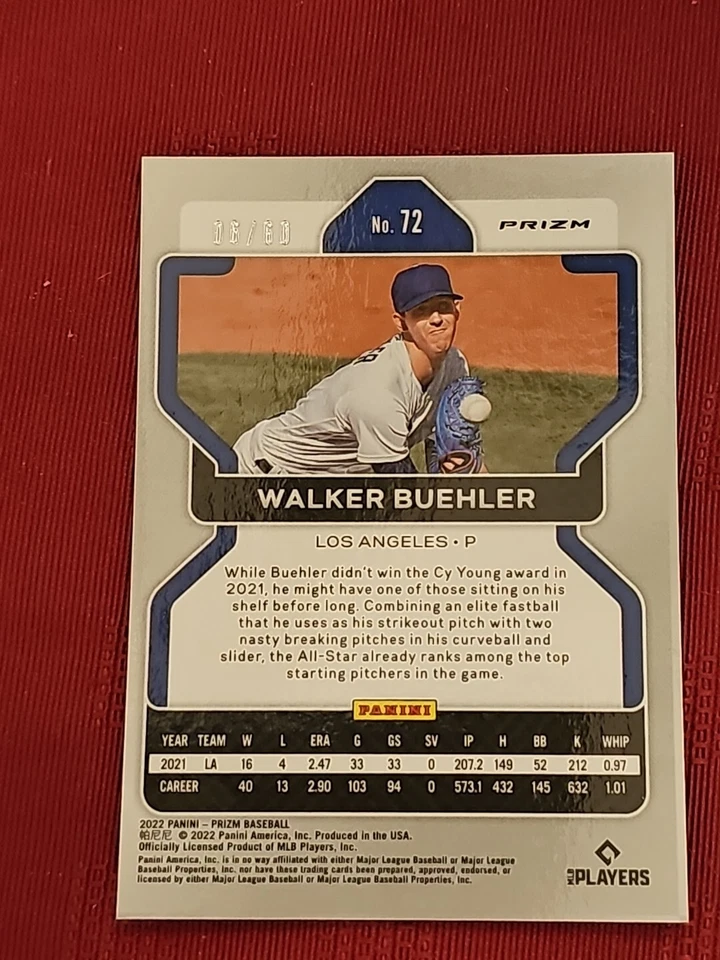 No. 72
PRIZM
WALKER BUEHLER
LOS ANGELES • P
While Buehler didn't win the Cy Young award in
2021, he might have one of those sitting on his
shelf before long. Combining an elite fastball
that he uses as his strikeout pitch with two
nasty breaking pitches in his curveball and
slider, the All-Star already ranks among the top
starting pitchers in the game.
PANINI
YEAR TEAM W L ERA G GS SV IP H BB K WHIP
2021 LA 16 4 2.47 33 33 0 207.2 149 52 212 0.97
CAREER 40 13 2.90 103 94 0 573.1 432 145 632 1.01
2022 PANINI – PRIZM BASEBALL
帕尼尼 © 2022 Panini America, Inc. Produced in the USA.
Officially Licensed Product of MLB Players, Inc.
Panini America, Inc. is in no way affiliated with either Major League Baseball or Major League
Baseball Properties, Inc. nor have these trading cards been prepared, approved, endorsed, or
licensed by either Major League Baseball or Major League Baseball Properties, Inc.
MLB PLAYERS